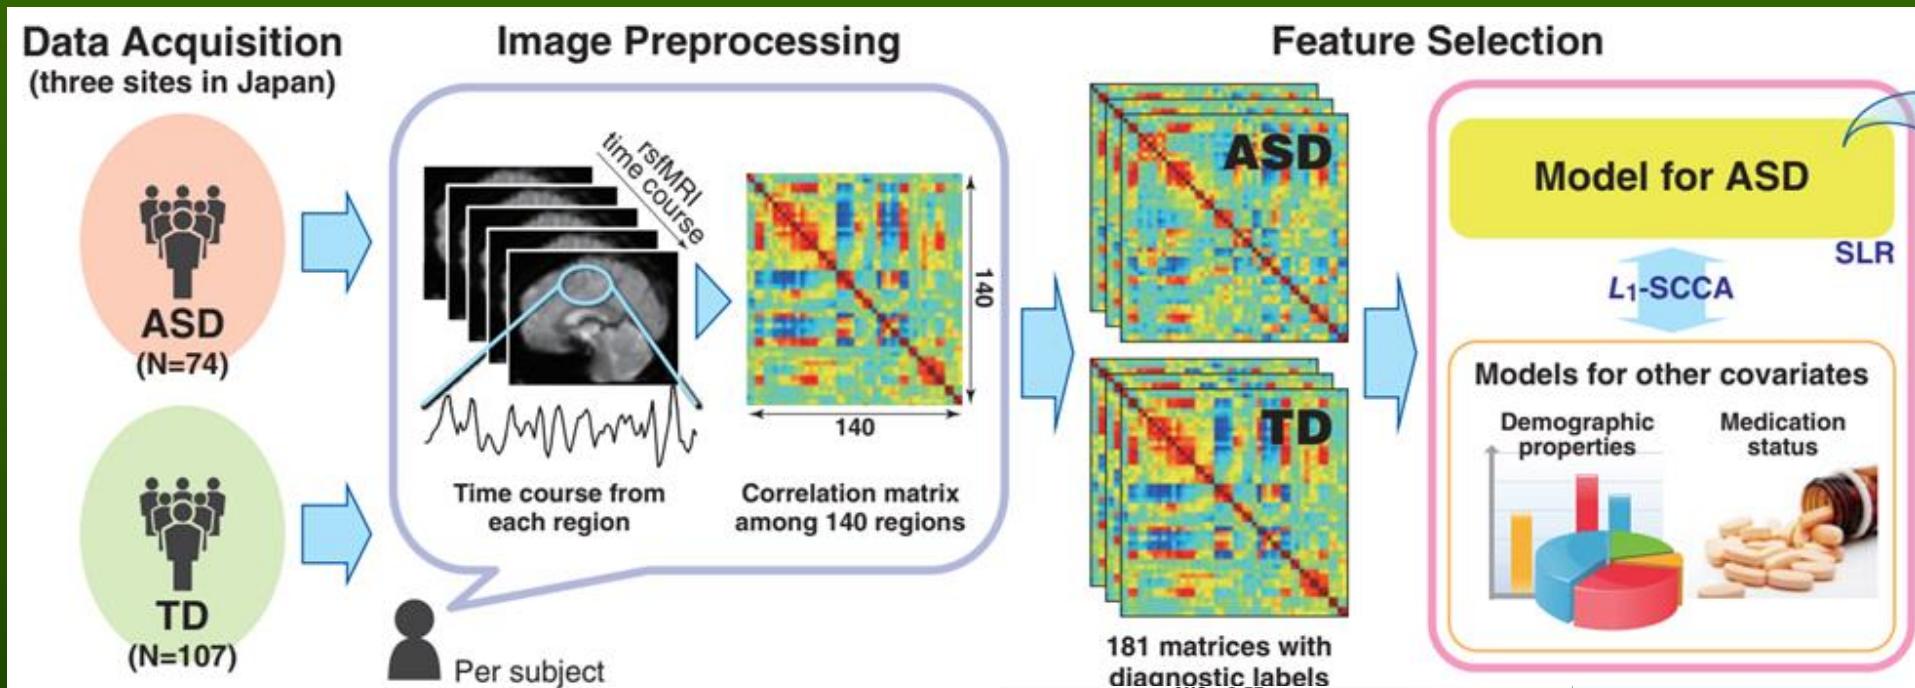 Data Acquisition
(three sites in Japan)
ASD
(N=74)
TD
(N=107)
Image Preprocessing
rsfMRI
time course
140
140
Time course from
each region
Correlation matrix
among 140 regions
Per subject
Feature Selection
ASD
TD
181 matrices with
diagnostic labels
Model for ASD
SLR
L1-SCCA
Models for other covariates
Demographic
properties
Medication
status